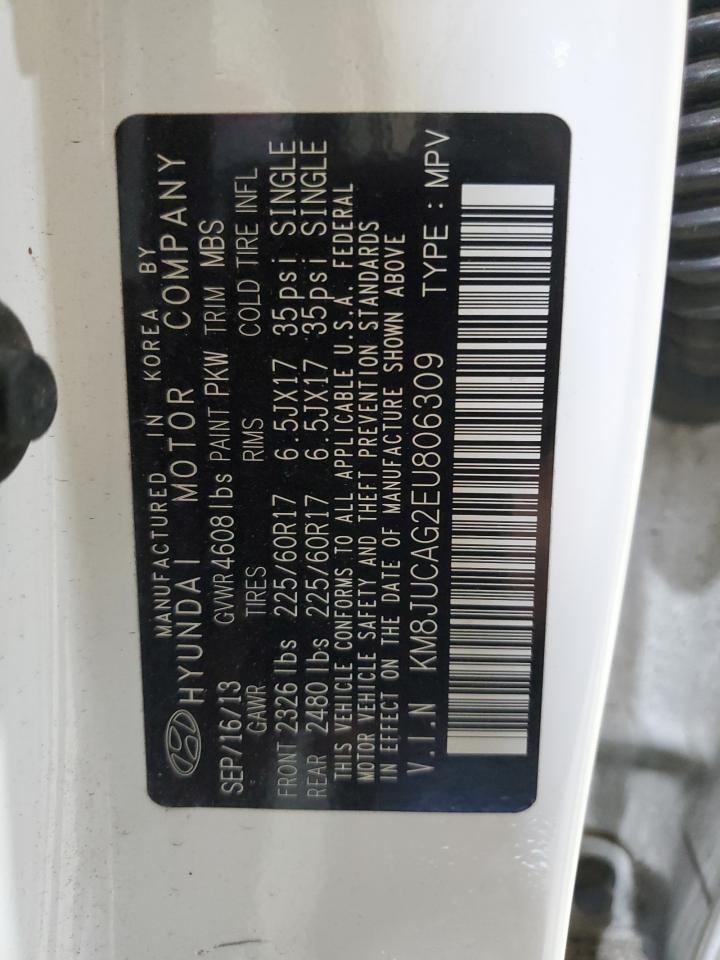 MANUFACTURED IN KOREA BY
HYUNDAI MOTOR COMPANY
SEP/16/13 GVWR 4608 lbs PAINT PKW TRIM MBS
GAWR TIRES RIMS COLD TIRE INFL
FRONT 2326 lbs 225/60R17 6.5JX17 35psi SINGLE
REAR 2480 lbs 225/60R17 6.5JX17 35psi SINGLE
THIS VEHICLE CONFORMS TO ALL APPLICABLE U.S.A. FEDERAL
MOTOR VEHICLE SAFETY AND THEFT PREVENTION STANDARDS
IN EFFECT ON THE DATE OF MANUFACTURE SHOWN ABOVE
V.I.N KM8JUCAG2EU806309 TYPE : MPV